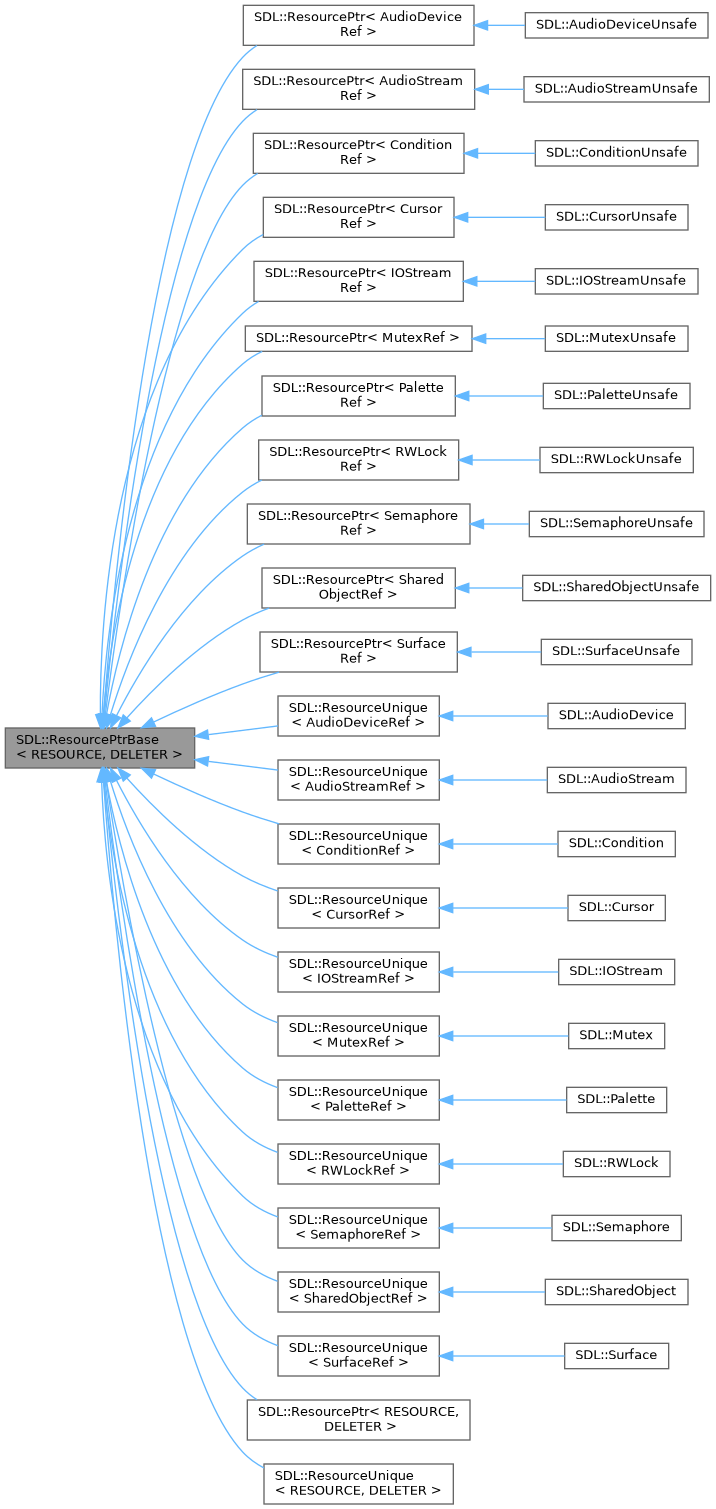 SDL::ResourcePtr< AudioDevice
Ref >
SDL::AudioDeviceUnsafe
SDL::ResourcePtr< AudioStream
Ref >
SDL::AudioStreamUnsafe
SDL::ResourcePtr< Condition
Ref >
SDL::ConditionUnsafe
SDL::ResourcePtr< Cursor
Ref >
SDL::CursorUnsafe
SDL::ResourcePtr< IOStream
Ref >
SDL::IOStreamUnsafe
SDL::ResourcePtr< MutexRef >
SDL::MutexUnsafe
SDL::ResourcePtr< Palette
Ref >
SDL::PaletteUnsafe
SDL::ResourcePtr< RWLock
Ref >
SDL::RWLockUnsafe
SDL::ResourcePtr< Semaphore
Ref >
SDL::SemaphoreUnsafe
SDL::ResourcePtr< Shared
ObjectRef >
SDL::SharedObjectUnsafe
SDL::ResourcePtr< Surface
Ref >
SDL::SurfaceUnsafe
SDL::ResourceUnique
< AudioDeviceRef >
SDL::AudioDevice
SDL::ResourcePtrBase
< RESOURCE, DELETER >
SDL::ResourceUnique
< AudioStreamRef >
SDL::AudioStream
SDL::ResourceUnique
< ConditionRef >
SDL::Condition
SDL::ResourceUnique
< CursorRef >
SDL::Cursor
SDL::ResourceUnique
< IOStreamRef >
SDL::IOStream
SDL::ResourceUnique
< MutexRef >
SDL::Mutex
SDL::ResourceUnique
< PaletteRef >
SDL::Palette
SDL::ResourceUnique
< RWLockRef >
SDL::RWLock
SDL::ResourceUnique
< SemaphoreRef >
SDL::Semaphore
SDL::ResourceUnique
< SharedObjectRef >
SDL::SharedObject
SDL::ResourceUnique
< SurfaceRef >
SDL::Surface
SDL::ResourcePtr< RESOURCE,
DELETER >
SDL::ResourceUnique
< RESOURCE, DELETER >